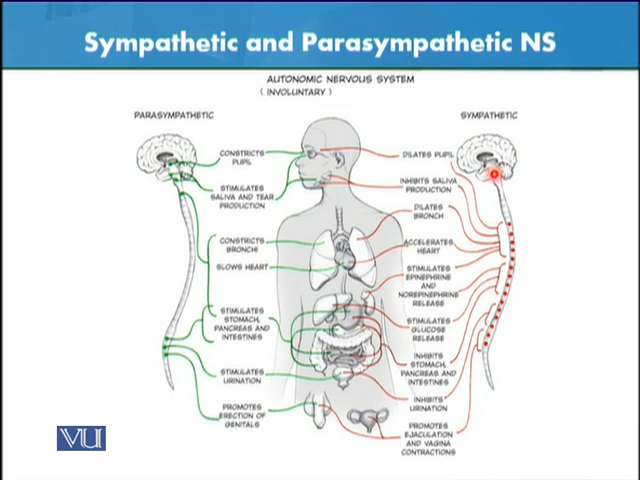 Sympathetic and Parasympathetic NS
AUTONOMIC NERVOUS SYSTEM
( INVOLUNTARY )
PARASYMPATHETIC
SYMPATHETIC
CONSTRICTS
PUPIL
STIMULATES
SALIVA AND TEAR
PRODUCTION
CONSTRICTS
BRONCHI
SLOWS HEART
STIMULATES
STOMACH,
PANCREAS AND
INTESTINES
STIMULATES
URINATION
PROMOTES
ERECTION OF
GENITALS
DILATES PUPIL
INHIBITS SALIVA
PRODUCTION
DILATES
BRONCH
ACCELERATES
HEART
STIMULATES
EPINEPHRINE
AND
NOREPINEPHRINE
RELEASE
STIMULATES
GLUCOSE
RELEASE
INHIBITS
STOMACH,
PANCREAS AND
INTESTINES
INHIBITS
URINATION
PROMOTES
EJACULATION
AND VAGINA
CONTRACTIONS
VU